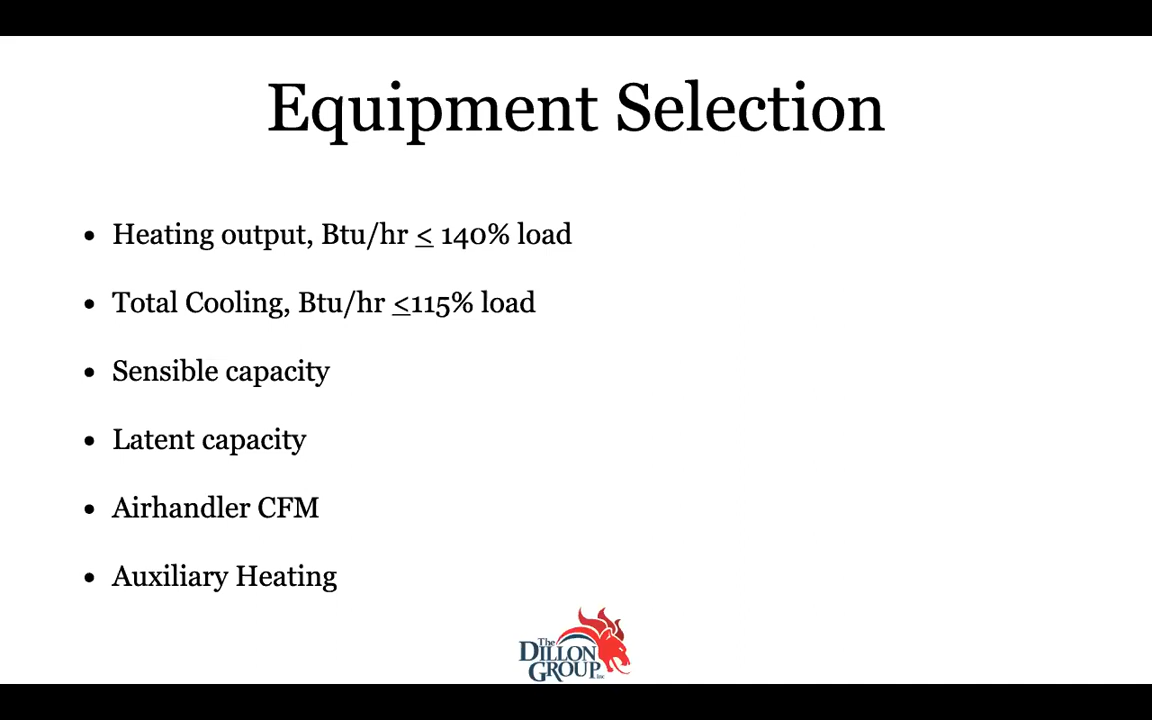 Equipment Selection
• Heating output, Btu/hr ≤ 140% load
• Total Cooling, Btu/hr ≤115% load
• Sensible capacity
• Latent capacity
• Airhandler CFM
• Auxiliary Heating
The
DILLON
GROUP Inc